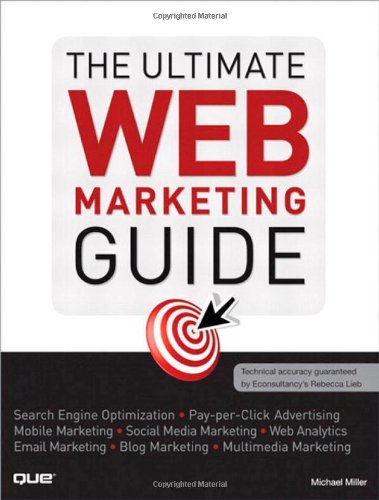 Copyrighted Material
THE ULTIMATE
WEB
MARKETING
GUIDE
Technical accuracy guaranteed
by Econsultancy's Rebecca Lieb
Search Engine Optimization • Pay-per-Click Advertising
Mobile Marketing • Social Media Marketing • Web Analytics
Email Marketing • Blog Marketing • Multimedia Marketing
QUE®
Michael Miller
Copyrighted Material